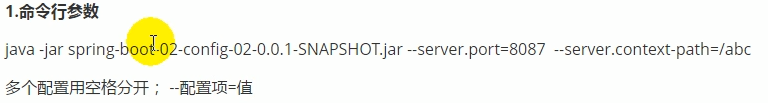 1.命令行参数
java -jar spring-boot-02-config-02-0.0.1-SNAPSHOT.jar --server.port=8087  --server.context-path=/abc
多个配置用空格分开； --配置项=值